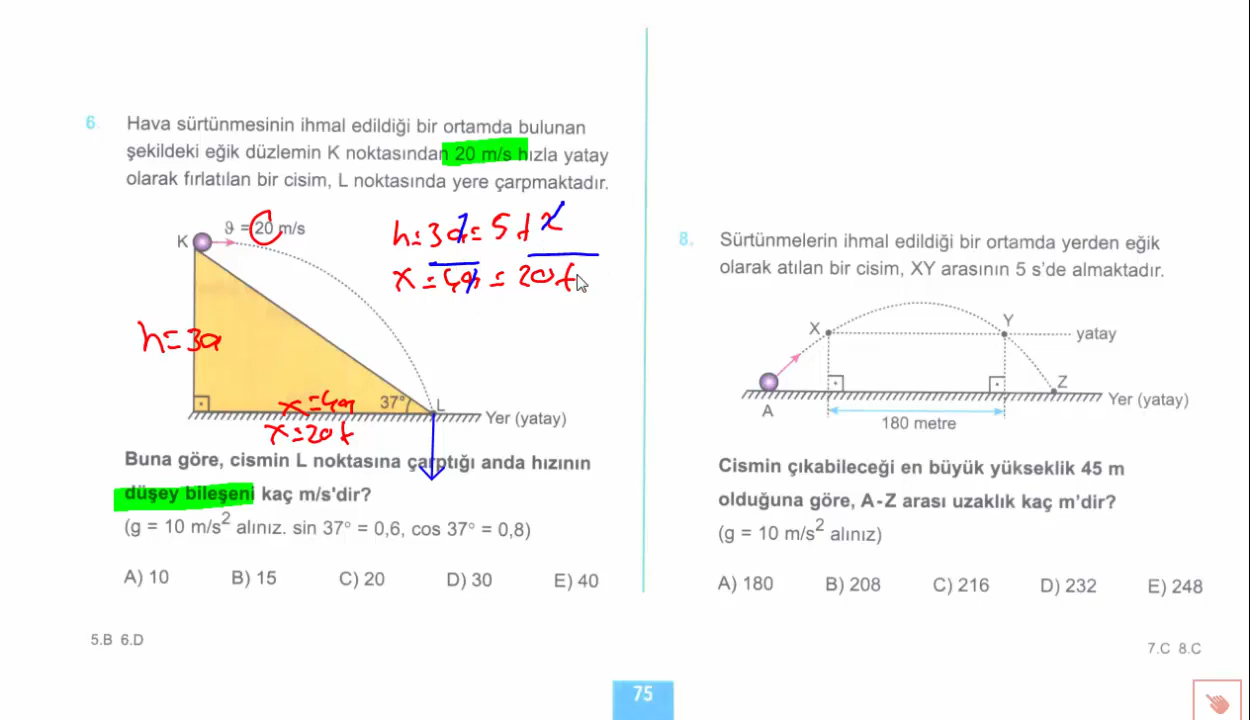 6. Hava sürtünmesinin ihmal edildiği bir ortamda bulunan
şekildeki eğik düzlemin K noktasından 20 m/s hızla yatay
olarak fırlatılan bir cisim, L noktasında yere çarpmaktadır.
K
ϑ = 20 m/s
h = 3a = 5t²
x = 4a = 20t
h = 3a
x = 4a
37°
L
Yer (yatay)
x = 20t
Buna göre, cismin L noktasına çarptığı anda hızının
düşey bileşeni kaç m/s'dir?
(g = 10 m/s² alınız. sin 37° = 0,6, cos 37° = 0,8)
A) 10 B) 15 C) 20 D) 30 E) 40
5.B 6.D
8. Sürtünmelerin ihmal edildiği bir ortamda yerden eğik
olarak atılan bir cisim, XY arasının 5 s'de almaktadır.
X
Y
yatay
Z
A
Yer (yatay)
180 metre
Cismin çıkabileceği en büyük yükseklik 45 m
olduğuna göre, A-Z arası uzaklık kaç m'dir?
(g = 10 m/s² alınız)
A) 180 B) 208 C) 216 D) 232 E) 248
7.C 8.C
75